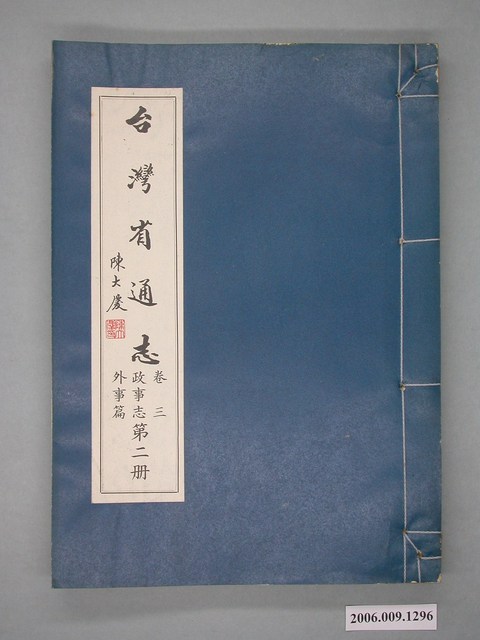 台灣省通志
卷三
政事志
外事篇
第二册
陳大慶
2006.009.1296